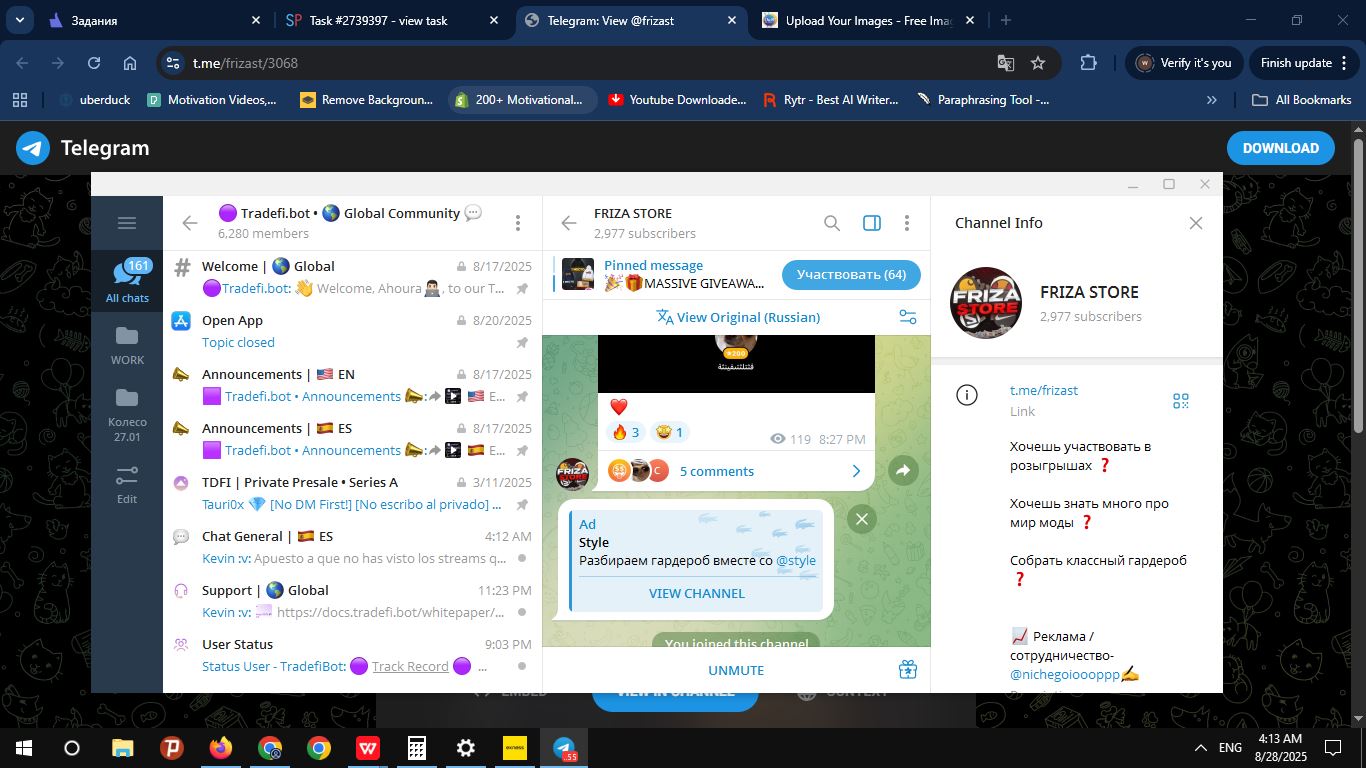 Задания
SP Task #2739397 - view task
Telegram: View @frizast
Upload Your Images - Free Imag
t.me/frizast/3068
Verify it's you
Finish update
uberduck
Motivation Videos,...
Remove Backgroun...
200+ Motivational...
Youtube Downloade...
Rytr - Best AI Writer...
Paraphrasing Tool -...
All Bookmarks
Telegram
DOWNLOAD
161
All chats
WORK
Колесо
27.01
Edit
Tradefi.bot • 🌎 Global Community 💬
6,280 members
Welcome | 🌎 Global
8/17/2025
Tradefi.bot: 👋 Welcome, Ahoura 👨🏻‍💻, to our T...
Open App
8/20/2025
Topic closed
Announcements | 🇺🇸 EN
8/17/2025
Tradefi.bot • Announcements 📣: 🇺🇸 E...
Announcements | 🇪🇸 ES
8/17/2025
Tradefi.bot • Announcements 📣: 🇪🇸 E...
TDFI | Private Presale • Series A
3/11/2025
Tauri0x 💎 [No DM First!] [No escribo al privado] ...
Chat General | 🇪🇸 ES
4:12 AM
Kevin :v: Apuesto a que no has visto los streams q...
Support | 🌎 Global
11:23 PM
Kevin :v: https://docs.tradefi.bot/whitepaper/...
User Status
9:03 PM
Status User - TradefiBot: 🟣 Track Record 🟣 ...
FRIZA STORE
2,977 subscribers
Pinned message
🎉🎁MASSIVE GIVEAWA...
Участвовать (64)
View Original (Russian)
200
❤️
🔥 3
🤩 1
119 8:27 PM
5 comments
Ad
Style
Разбираем гардероб вместе со @style
VIEW CHANNEL
You joined this channel
UNMUTE
Channel Info
FRIZA STORE
FRIZA STORE
2,977 subscribers
t.me/frizast
Link
Хочешь участвовать в
розыгрышах ❓
Хочешь знать много про
мир моды ❓
Собрать классный гардероб
❓
📈 Реклама /
сотрудничество-
@nichegoioooppp✍️
EMBED
VIEW IN CHANNEL
CONTEXT
exness
55
ENG
4:13 AM
8/28/2025